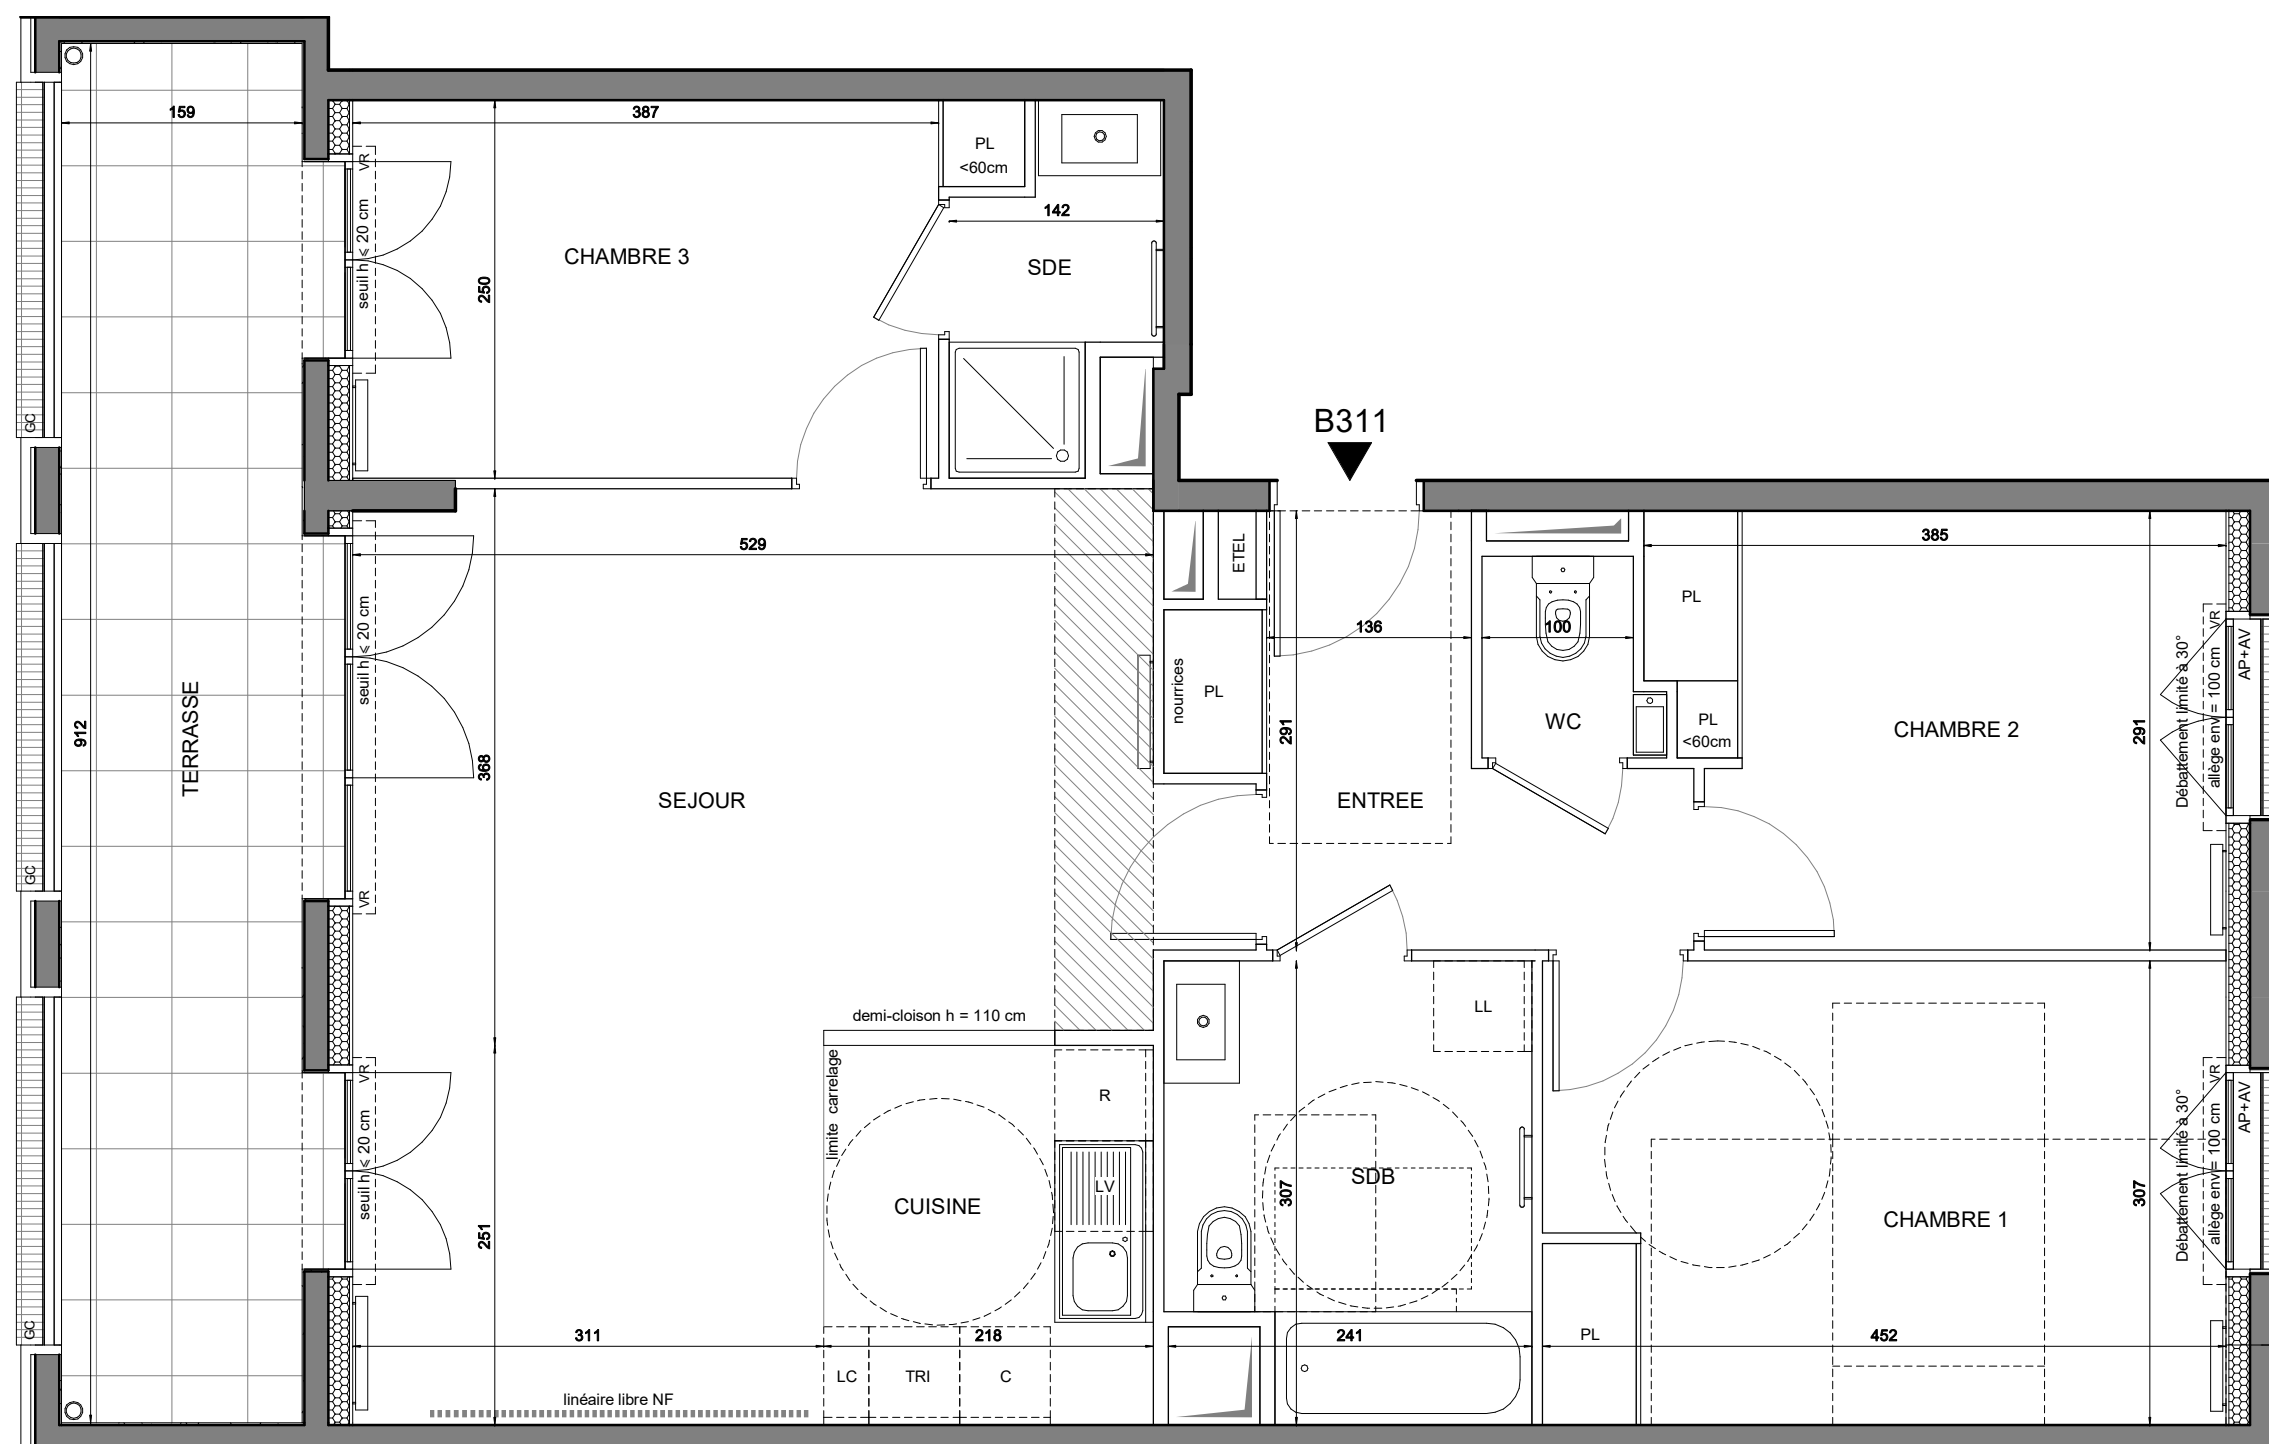 159
387
PL
<60cm
VR
seuil h ⩽ 20 cm
142
CHAMBRE 3
SDE
250
GC
B311
529
ETEL
385
seuil h ⩽ 20 cm
136
100
PL
VR
AP+AV
Débattement limité à 30°
allège env = 100 cm
nourrices
PL
TERRASSE
912
368
291
WC
PL
<60cm
CHAMBRE 2
291
SEJOUR
ENTREE
GC
VR
demi-cloison h = 110 cm
LL
limite carrelage
VR
seuil h ⩽ 20 cm
R
VR
AP+AV
Débattement limité à 30°
allège env = 100 cm
LV
SDB
307
CUISINE
251
CHAMBRE 1
307
GC
311
218
241
PL
452
LC
TRI
C
linéaire libre NF